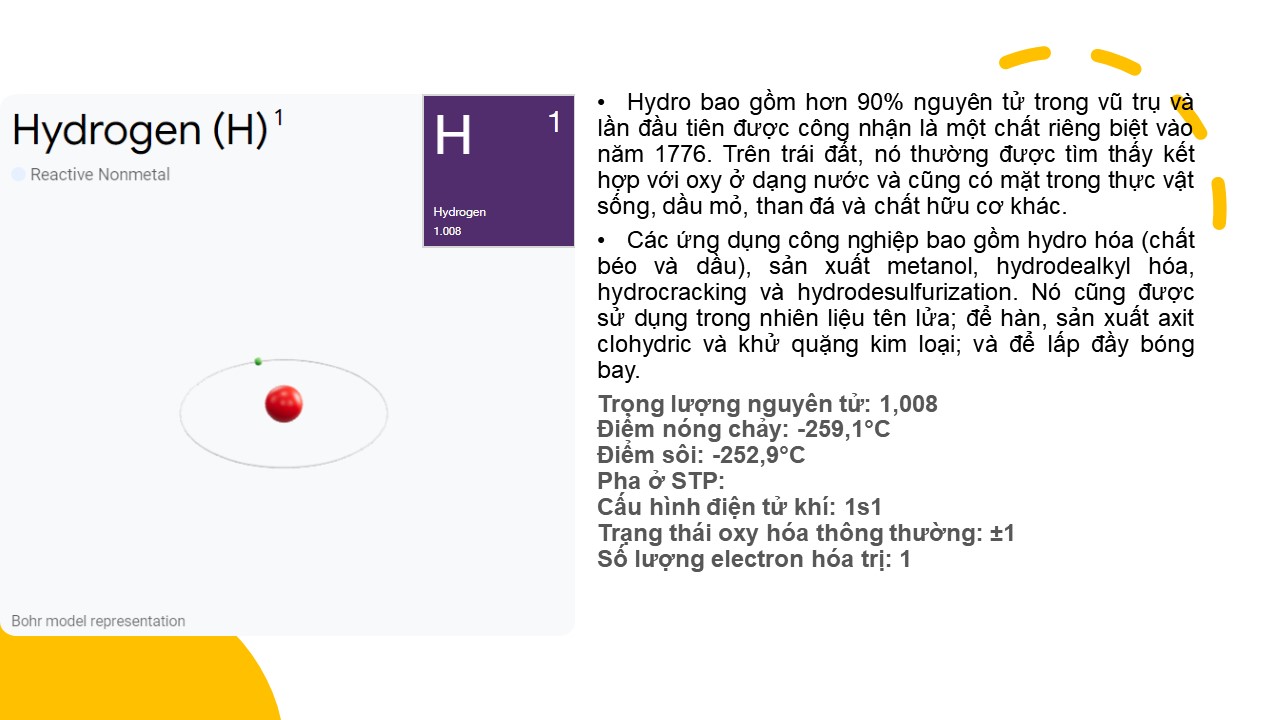 Hydrogen (H) 1
Reactive Nonmetal
H 1
Hydrogen
1.008
Bohr model representation
• Hydro bao gồm hơn 90% nguyên tử trong vũ trụ và
lần đầu tiên được công nhận là một chất riêng biệt vào
năm 1776. Trên trái đất, nó thường được tìm thấy kết
hợp với oxy ở dạng nước và cũng có mặt trong thực vật
sống, dầu mỏ, than đá và chất hữu cơ khác.
• Các ứng dụng công nghiệp bao gồm hydro hóa (chất
béo và dầu), sản xuất metanol, hydrodealkyl hóa,
hydrocracking và hydrodesulfurization. Nó cũng được
sử dụng trong nhiên liệu tên lửa; để hàn, sản xuất axit
clohydric và khử quặng kim loại; và để lấp đầy bóng
bay.
Trọng lượng nguyên tử: 1,008
Điểm nóng chảy: -259,1°C
Điểm sôi: -252,9°C
Pha ở STP:
Cấu hình điện tử khí: 1s1
Trạng thái oxy hóa thông thường: ±1
Số lượng electron hóa trị: 1